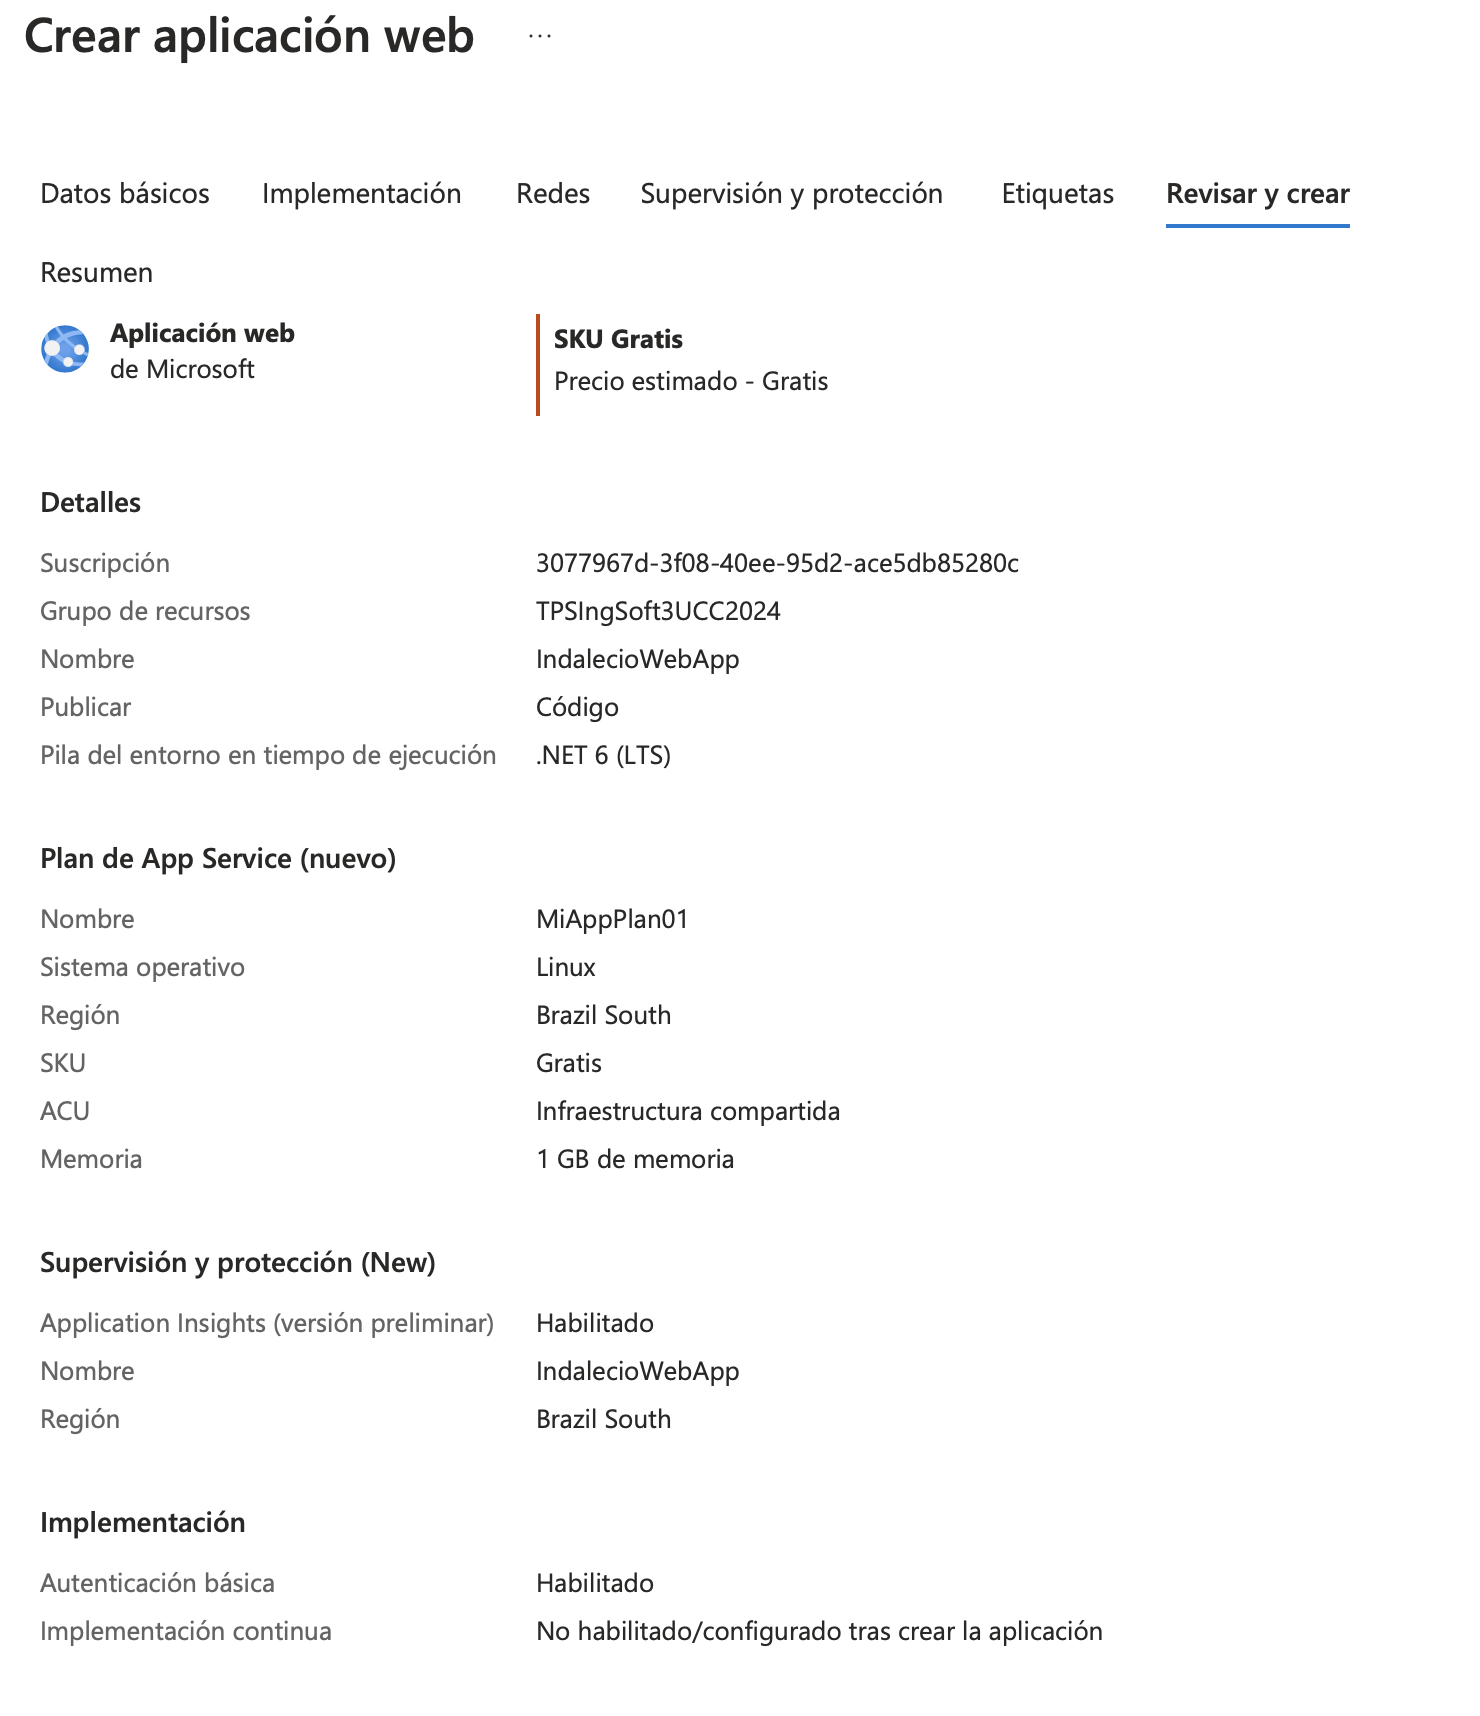 Crear aplicación web ...
Datos básicos Implementación Redes Supervisión y protección Etiquetas Revisar y crear
Resumen
Aplicación web
de Microsoft
SKU Gratis
Precio estimado - Gratis
Detalles
Suscripción 3077967d-3f08-40ee-95d2-ace5db85280c
Grupo de recursos TPSIngSoft3UCC2024
Nombre IndalecioWebApp
Publicar Código
Pila del entorno en tiempo de ejecución .NET 6 (LTS)
Plan de App Service (nuevo)
Nombre MiAppPlan01
Sistema operativo Linux
Región Brazil South
SKU Gratis
ACU Infraestructura compartida
Memoria 1 GB de memoria
Supervisión y protección (New)
Application Insights (versión preliminar) Habilitado
Nombre IndalecioWebApp
Región Brazil South
Implementación
Autenticación básica Habilitado
Implementación continua No habilitado/configurado tras crear la aplicación